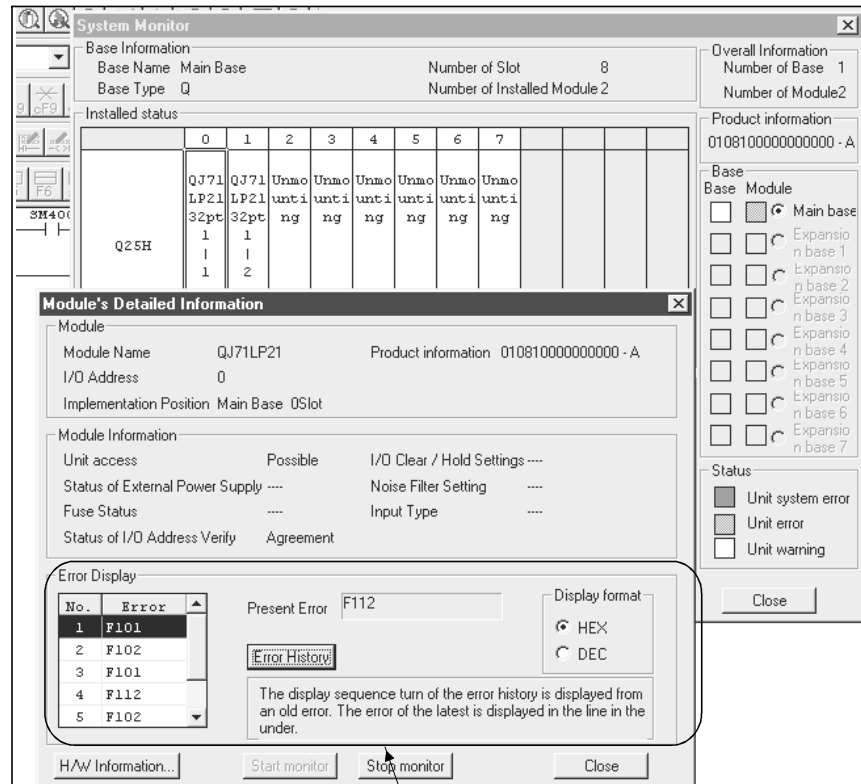 System Monitor
Base Information
Base Name Main Base
Number of Slot 8
Base Type Q
Number of Installed Module 2
Overall Information
Number of Base 1
Number of Module2
Installed status
0 1 2 3 4 5 6 7
QJ71 QJ71 Unmo Unmo Unmo Unmo Unmo Unmo
LP21 LP21 unti unti unti unti unti unti
32pt 32pt ng ng ng ng ng ng
1 1
| |
1 2
Q25H
Product information
0108100000000000 - A
Base
Base Module
Main base
Expansio
n base 1
Expansio
n base 2
Expansio
n base 3
Expansio
n base 4
Expansio
n base 5
Expansio
n base 6
Expansio
n base 7
Status
Unit system error
Unit error
Unit warning
Close
9 cF9
F6
SM400
Module's Detailed Information
Module
Module Name QJ71LP21
Product information 010810000000000 - A
I/O Address 0
Implementation Position Main Base 0Slot
Module Information
Unit access Possible
I/O Clear / Hold Settings ----
Status of External Power Supply ----
Noise Filter Setting ----
Fuse Status ----
Input Type ----
Status of I/O Address Verify Agreement
Error Display
No. Error
1 F101
2 F102
3 F101
4 F112
5 F102
Present Error F112
Error History
Display format
HEX
DEC
The display sequence turn of the error history is displayed from
an old error. The error of the latest is displayed in the line in the
under.
H/W Information...
Start monitor
Stop monitor
Close